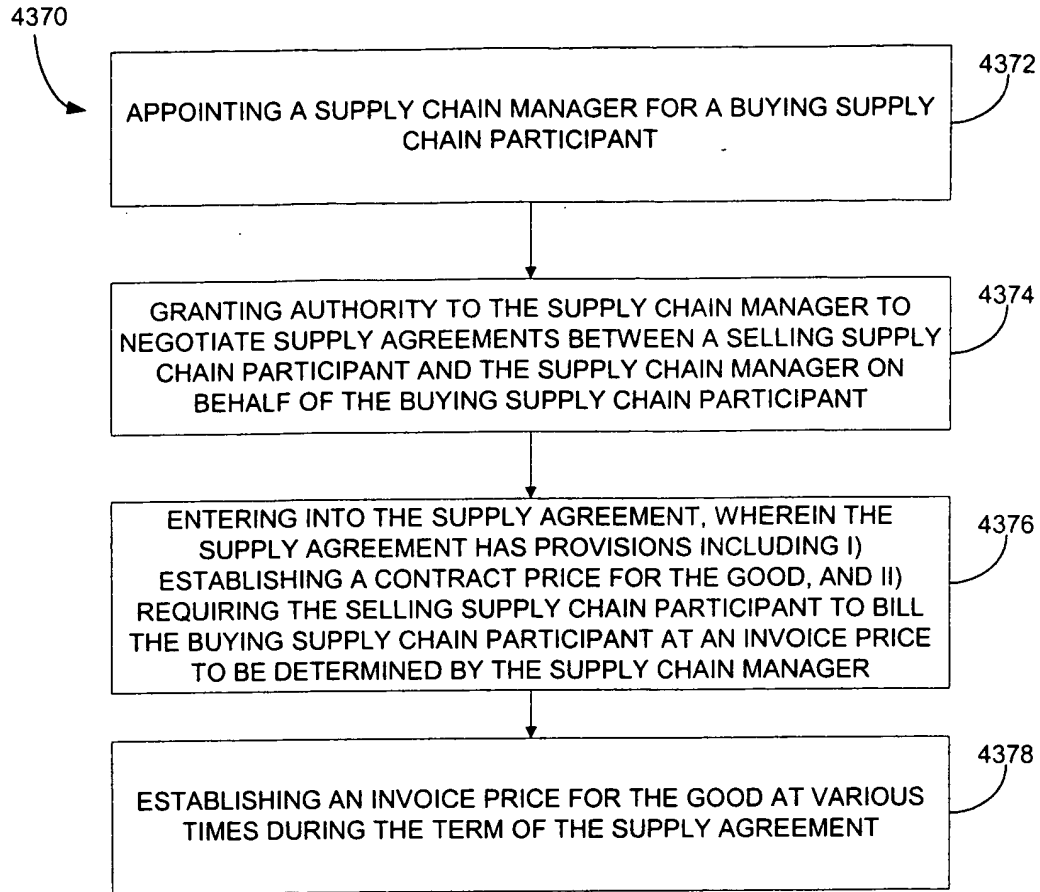 4370
4372
APPOINTING A SUPPLY CHAIN MANAGER FOR A BUYING SUPPLY
CHAIN PARTICIPANT
4374
GRANTING AUTHORITY TO THE SUPPLY CHAIN MANAGER TO
NEGOTIATE SUPPLY AGREEMENTS BETWEEN A SELLING SUPPLY
CHAIN PARTICIPANT AND THE SUPPLY CHAIN MANAGER ON
BEHALF OF THE BUYING SUPPLY CHAIN PARTICIPANT
4376
ENTERING INTO THE SUPPLY AGREEMENT, WHEREIN THE
SUPPLY AGREEMENT HAS PROVISIONS INCLUDING I)
ESTABLISHING A CONTRACT PRICE FOR THE GOOD, AND II)
REQUIRING THE SELLING SUPPLY CHAIN PARTICIPANT TO BILL
THE BUYING SUPPLY CHAIN PARTICIPANT AT AN INVOICE PRICE
TO BE DETERMINED BY THE SUPPLY CHAIN MANAGER
4378
ESTABLISHING AN INVOICE PRICE FOR THE GOOD AT VARIOUS
TIMES DURING THE TERM OF THE SUPPLY AGREEMENT